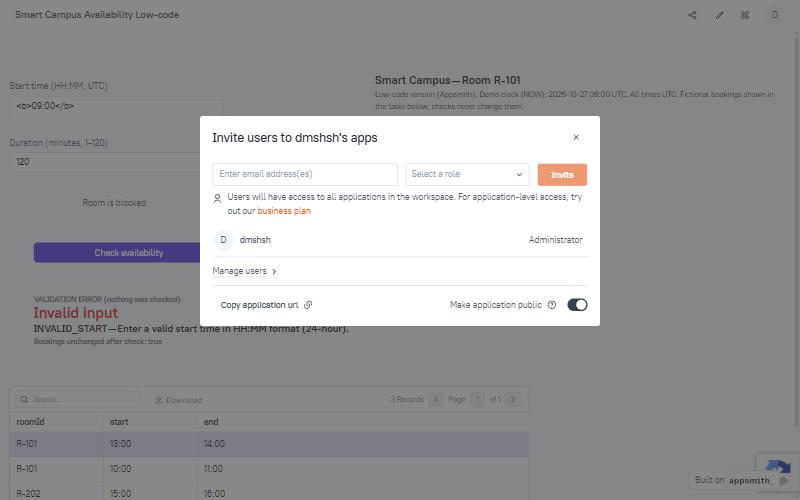 Smart Campus Availability Low-code
D
Start time (HH:MM, UTC)
<b>09:00</b>
Duration (minutes, 1–120)
120
Room is blocked
Check availability
VALIDATION ERROR (nothing was checked)
Invalid input
INVALID_START—Enter a valid start time in HH:MM format (24-hour).
Bookings unchanged after check: true
Smart Campus—Room R-101
Low-code version (Appsmith). Demo clock (NOW): 2026-10-27 08:00 UTC. All times UTC. Fictional bookings shown in
the table below; checks never change them.
Invite users to dmshsh's apps
Enter email address(es)
Select a role
Invite
Users will have access to all applications in the workspace. For application-level access, try
out our business plan
D dmshsh Administrator
Manage users
Copy application url
Make application public
Search...
Download
3 Records
Page 1 of 1
roomId start end
R-101 13:00 14:00
R-101 10:00 11:00
R-202 15:00 16:00
Built on appsmith_